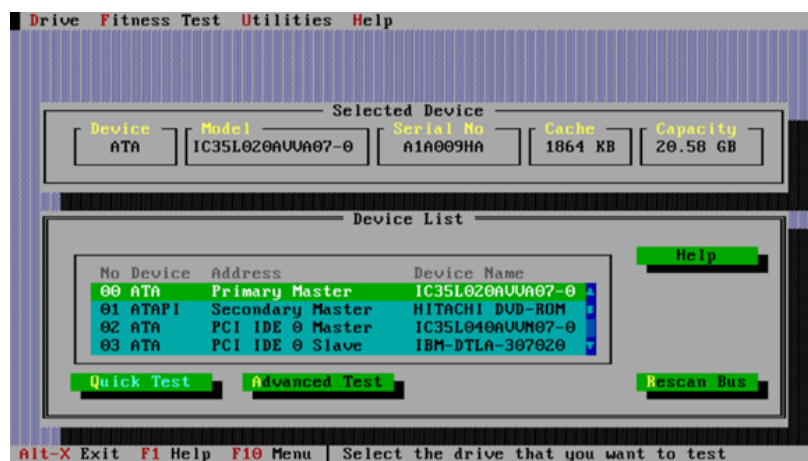 Drive Fitness Test Utilities Help
Selected Device
Device Model Serial No Cache Capacity
ATA IC35L020AVVA07-0 A1A009HA 1864 KB 20.58 GB
Device List
Help
No Device Address Device Name
00 ATA Primary Master IC35L020AVVA07-0
01 ATAPI Secondary Master HITACHI DVD-ROM
02 ATA PCI IDE 0 Master IC35L040AVVN07-0
03 ATA PCI IDE 0 Slave IBM-DTLA-307020
Quick Test Advanced Test Rescan Bus
Alt-X Exit F1 Help F10 Menu | Select the drive that you want to test